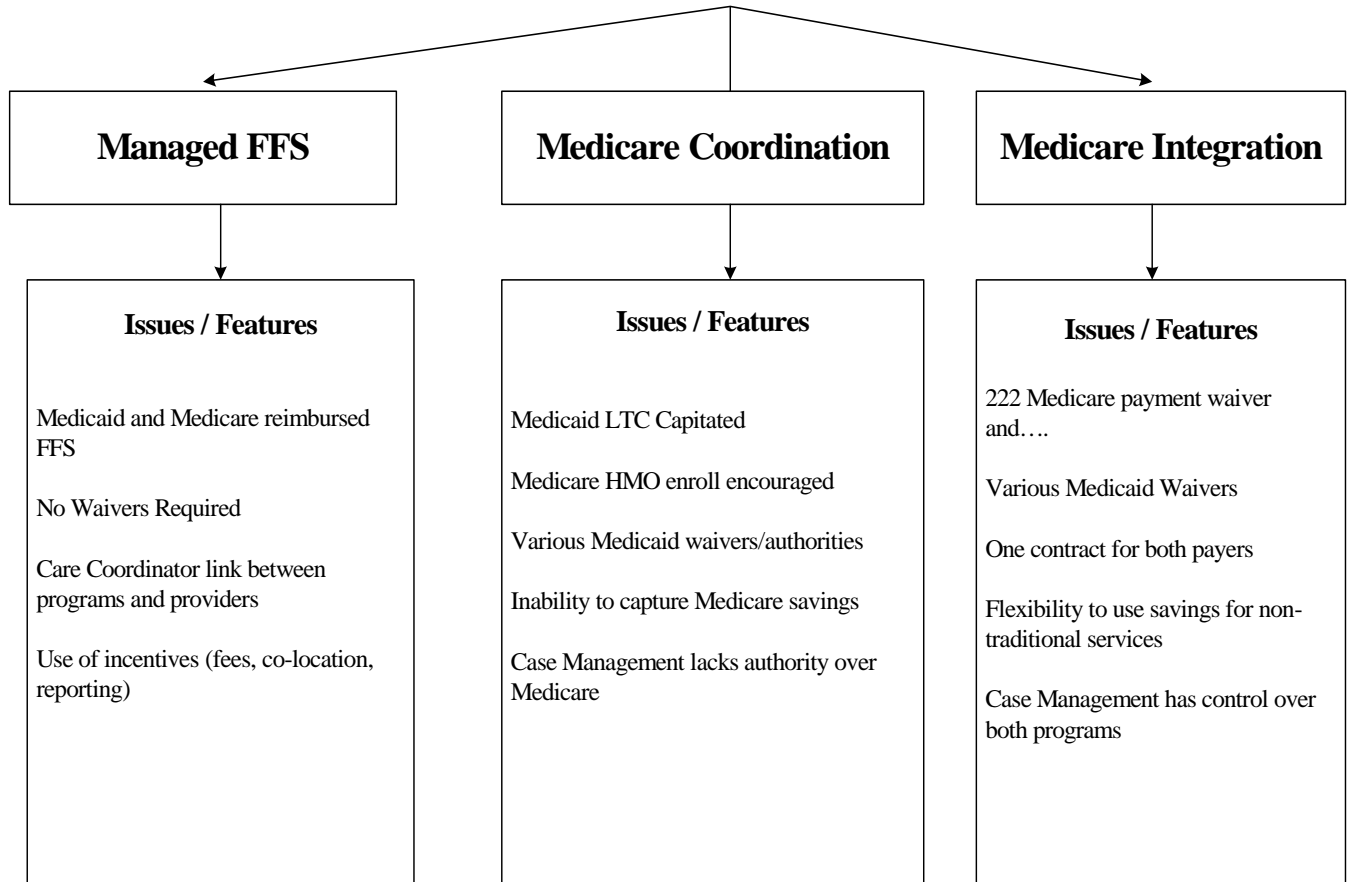 Managed FFS
Medicare Coordination
Medicare Integration
Issues / Features
Medicaid and Medicare reimbursed
FFS
No Waivers Required
Care Coordinator link between
programs and providers
Use of incentives (fees, co-location,
reporting)
Issues / Features
Medicaid LTC Capitated
Medicare HMO enroll encouraged
Various Medicaid waivers/authorities
Inability to capture Medicare savings
Case Management lacks authority over
Medicare
Issues / Features
222 Medicare payment waiver
and….
Various Medicaid Waivers
One contract for both payers
Flexibility to use savings for non-
traditional services
Case Management has control over
both programs